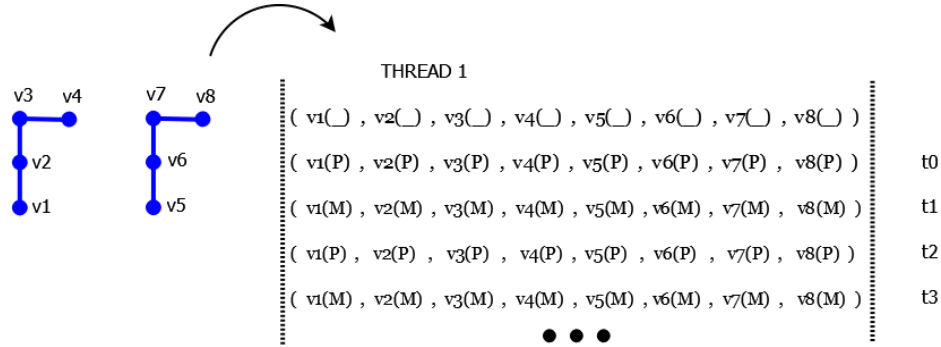 THREAD 1
v3 v4 v7 v8
( v1(_) , v2(_) , v3(_) , v4(_) , v5(_) , v6(_) , v7(_) , v8(_) )
v2 v6 ( v1(P) , v2(P) , v3(P) , v4(P) , v5(P) , v6(P) , v7(P) , v8(P) ) t0
v1 v5 ( v1(M) , v2(M) , v3(M) , v4(M) , v5(M) , v6(M) , v7(M) , v8(M) ) t1
( v1(P) , v2(P) , v3(P) , v4(P) , v5(P) , v6(P) , v7(P) , v8(P) ) t2
( v1(M) , v2(M) , v3(M) , v4(M) , v5(M) , v6(M) , v7(M) , v8(M) ) t3